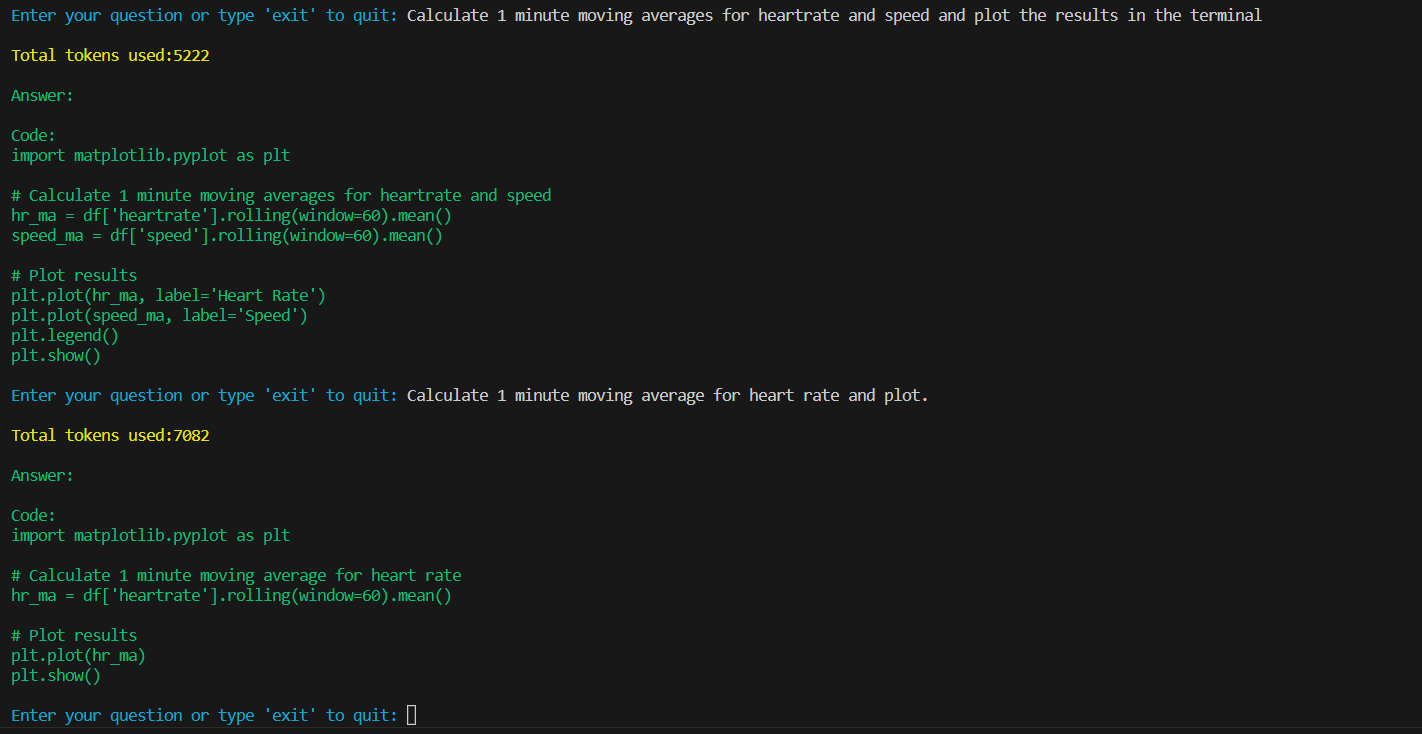 Enter your question or type 'exit' to quit: Calculate 1 minute moving averages for heartrate and speed and plot the results in the terminal
Total tokens used:5222
Answer:
Code:
import matplotlib.pyplot as plt
# Calculate 1 minute moving averages for heartrate and speed
hr_ma = df['heartrate'].rolling(window=60).mean()
speed_ma = df['speed'].rolling(window=60).mean()
# Plot results
plt.plot(hr_ma, label='Heart Rate')
plt.plot(speed_ma, label='Speed')
plt.legend()
plt.show()
Enter your question or type 'exit' to quit: Calculate 1 minute moving average for heart rate and plot.
Total tokens used:7082
Answer:
Code:
import matplotlib.pyplot as plt
# Calculate 1 minute moving average for heart rate
hr_ma = df['heartrate'].rolling(window=60).mean()
# Plot results
plt.plot(hr_ma)
plt.show()
Enter your question or type 'exit' to quit: